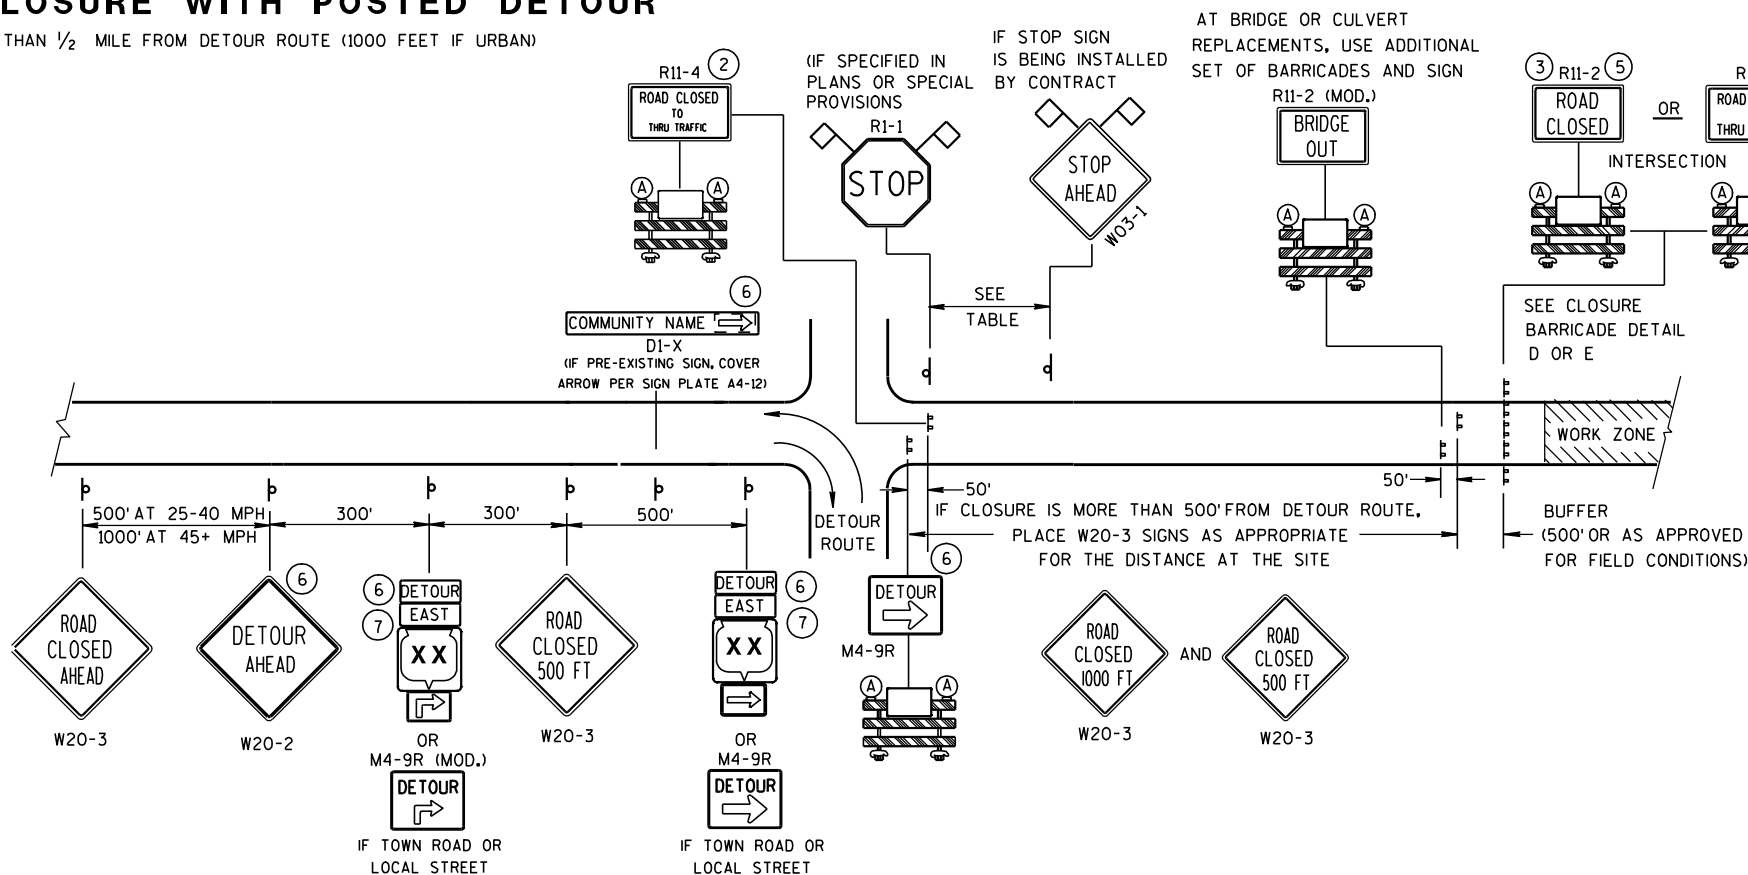 LOSURE WITH POSTED DETOUR
THAN 1/2 MILE FROM DETOUR ROUTE (1000 FEET IF URBAN)
R11-4 2
ROAD CLOSED
TO
THRU TRAFFIC
A A
(IF SPECIFIED IN
PLANS OR SPECIAL
PROVISIONS
R1-1
STOP
IF STOP SIGN
IS BEING INSTALLED
BY CONTRACT
STOP
AHEAD
WO3-1
AT BRIDGE OR CULVERT
REPLACEMENTS, USE ADDITIONAL
SET OF BARRICADES AND SIGN
R11-2 (MOD.)
BRIDGE
OUT
A A
3 R11-2 5
ROAD
CLOSED
OR
R
ROAD
THRU
INTERSECTION
A A
A
SEE
TABLE
SEE CLOSURE
BARRICADE DETAIL
D OR E
6
COMMUNITY NAME
D1-X
(IF PRE-EXISTING SIGN, COVER
ARROW PER SIGN PLATE A4-12)
WORK ZONE
500' AT 25-40 MPH
1000' AT 45+ MPH
300'
300'
500'
DETOUR
ROUTE
50'
50'
IF CLOSURE IS MORE THAN 500' FROM DETOUR ROUTE,
PLACE W20-3 SIGNS AS APPROPRIATE
FOR THE DISTANCE AT THE SITE
BUFFER
(500' OR AS APPROVED
FOR FIELD CONDITIONS)
ROAD
CLOSED
AHEAD
W20-3
6
DETOUR
AHEAD
W20-2
6
7
DETOUR
EAST
XX
OR
M4-9R (MOD.)
DETOUR
IF TOWN ROAD OR
LOCAL STREET
ROAD
CLOSED
500 FT
W20-3
DETOUR
EAST
XX
6
7
OR
M4-9R
DETOUR
IF TOWN ROAD OR
LOCAL STREET
6
DETOUR
M4-9R
A A
ROAD
CLOSED
1000 FT
W20-3
AND
ROAD
CLOSED
500 FT
W20-3